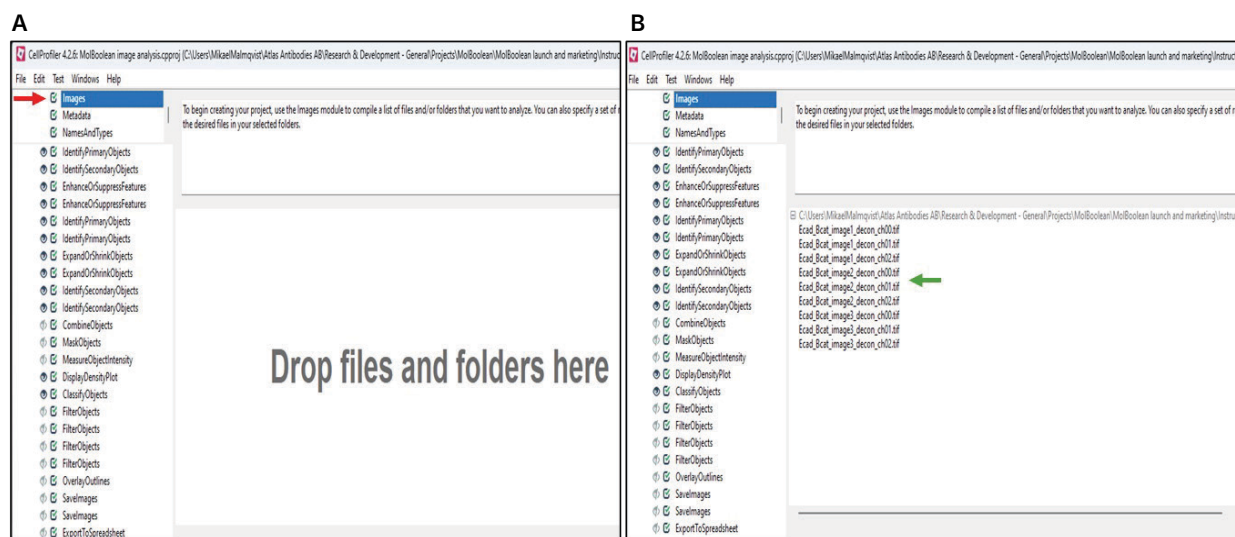 A
CellProfiler 4.2.6: MolBoolean image analysis.cpproj (C:\Users\MikaelMalmqvist\Atlas Antibodies AB\Research & Development - General\Projects\MolBoolean\MolBoolean launch and marketing\Instruc
File Edit Test Windows Help
Images
Metadata
NamesAndTypes
IdentifyPrimaryObjects
IdentifySecondaryObjects
EnhanceOrSuppressFeatures
EnhanceOrSuppressFeatures
IdentifyPrimaryObjects
IdentifyPrimaryObjects
ExpandOrShrinkObjects
ExpandOrShrinkObjects
IdentifySecondaryObjects
IdentifySecondaryObjects
CombineObjects
MaskObjects
MeasureObjectIntensity
DisplayDensityPlot
ClassifyObjects
FilterObjects
FilterObjects
FilterObjects
FilterObjects
OverlayOutlines
SaveImages
SaveImages
ExportToSpreadsheet
To begin creating your project, use the Images module to compile a list of files and/or folders that you want to analyze. You can also specify a set of r
the desired files in your selected folders.
Drop files and folders here
B
CellProfiler 4.2.6: MolBoolean image analysis.cpproj (C:\Users\MikaelMalmqvist\Atlas Antibodies AB\Research & Development - General\Projects\MolBoolean\MolBoolean launch and marketing\Instruct
File Edit Test Windows Help
Images
Metadata
NamesAndTypes
IdentifyPrimaryObjects
IdentifySecondaryObjects
EnhanceOrSuppressFeatures
EnhanceOrSuppressFeatures
IdentifyPrimaryObjects
IdentifyPrimaryObjects
ExpandOrShrinkObjects
ExpandOrShrinkObjects
IdentifySecondaryObjects
IdentifySecondaryObjects
CombineObjects
MaskObjects
MeasureObjectIntensity
DisplayDensityPlot
ClassifyObjects
FilterObjects
FilterObjects
FilterObjects
FilterObjects
OverlayOutlines
SaveImages
SaveImages
ExportToSpreadsheet
To begin creating your project, use the Images module to compile a list of files and/or folders that you want to analyze. You can also specify a set of r
the desired files in your selected folders.
C:\Users\MikaelMalmqvist\Atlas Antibodies AB\Research & Development - General\Projects\MolBoolean\MolBoolean launch and marketing\Instru
Ecad_Bcat_image1_decon_ch00.tif
Ecad_Bcat_image1_decon_ch01.tif
Ecad_Bcat_image1_decon_ch02.tif
Ecad_Bcat_image2_decon_ch00.tif
Ecad_Bcat_image2_decon_ch01.tif
Ecad_Bcat_image2_decon_ch02.tif
Ecad_Bcat_image3_decon_ch00.tif
Ecad_Bcat_image3_decon_ch01.tif
Ecad_Bcat_image3_decon_ch02.tif